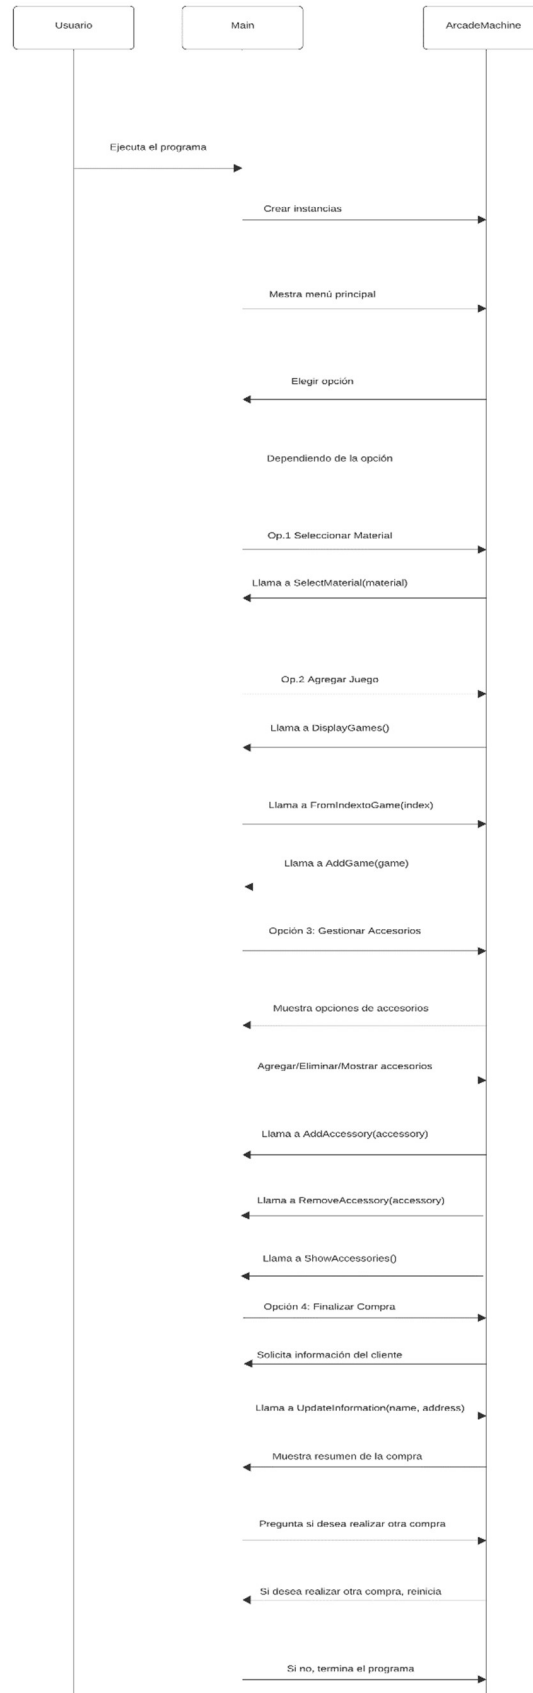 Usuario
Main
ArcadeMachine
Ejecuta el programa
Crear instancias
Mestra menú principal
Elegir opción
Dependiendo de la opción
Op.1 Seleccionar Material
Llama a SelectMaterial(material)
Op.2 Agregar Juego
Llama a DisplayGames()
Llama a FromIndextoGame(index)
Llama a AddGame(game)
Opción 3: Gestionar Accesorios
Muestra opciones de accesorios
Agregar/Eliminar/Mostrar accesorios
Llama a AddAccessory(accessory)
Llama a RemoveAccessory(accessory)
Llama a ShowAccessories()
Opción 4: Finalizar Compra
Solicita información del cliente
Llama a UpdateInformation(name, address)
Muestra resumen de la compra
Pregunta si desea realizar otra compra
Si desea realizar otra compra, reinicia
Si no, termina el programa